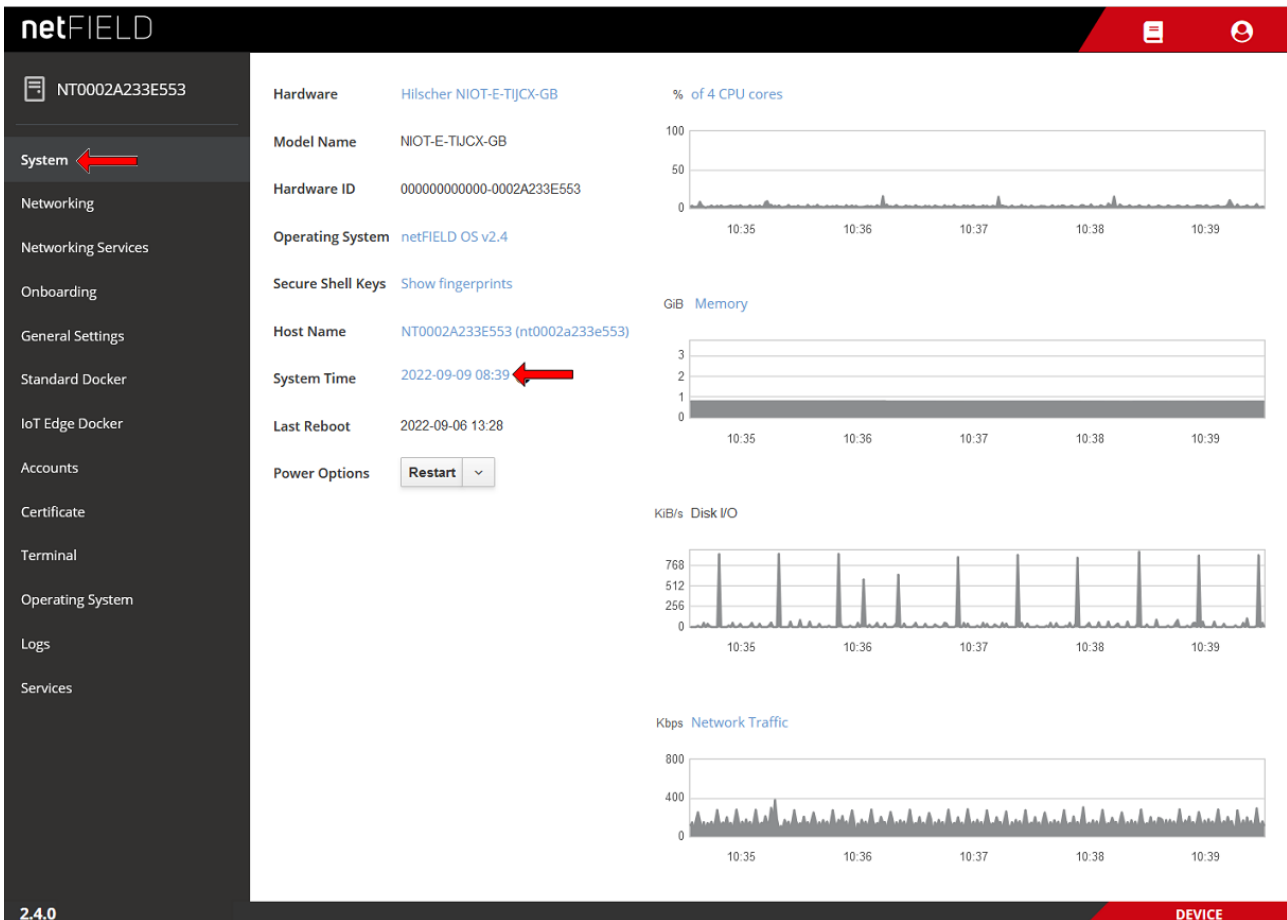 netFIELD
NT0002A233E553
System
Networking
Networking Services
Onboarding
General Settings
Standard Docker
IoT Edge Docker
Accounts
Certificate
Terminal
Operating System
Logs
Services
Hardware Hilscher NIOT-E-TIJCX-GB
Model Name NIOT-E-TIJCX-GB
Hardware ID 000000000000-0002A233E553
Operating System netFIELD OS v2.4
Secure Shell Keys Show fingerprints
Host Name NT0002A233E553 (nt0002a233e553)
System Time 2022-09-09 08:39
Last Reboot 2022-09-06 13:28
Power Options Restart
% of 4 CPU cores
100
50
0
10:35 10:36 10:37 10:38 10:39
GiB Memory
3
2
1
0
10:35 10:36 10:37 10:38 10:39
KiB/s Disk I/O
768
512
256
0
10:35 10:36 10:37 10:38 10:39
Kbps Network Traffic
800
400
0
10:35 10:36 10:37 10:38 10:39
2.4.0 DEVICE